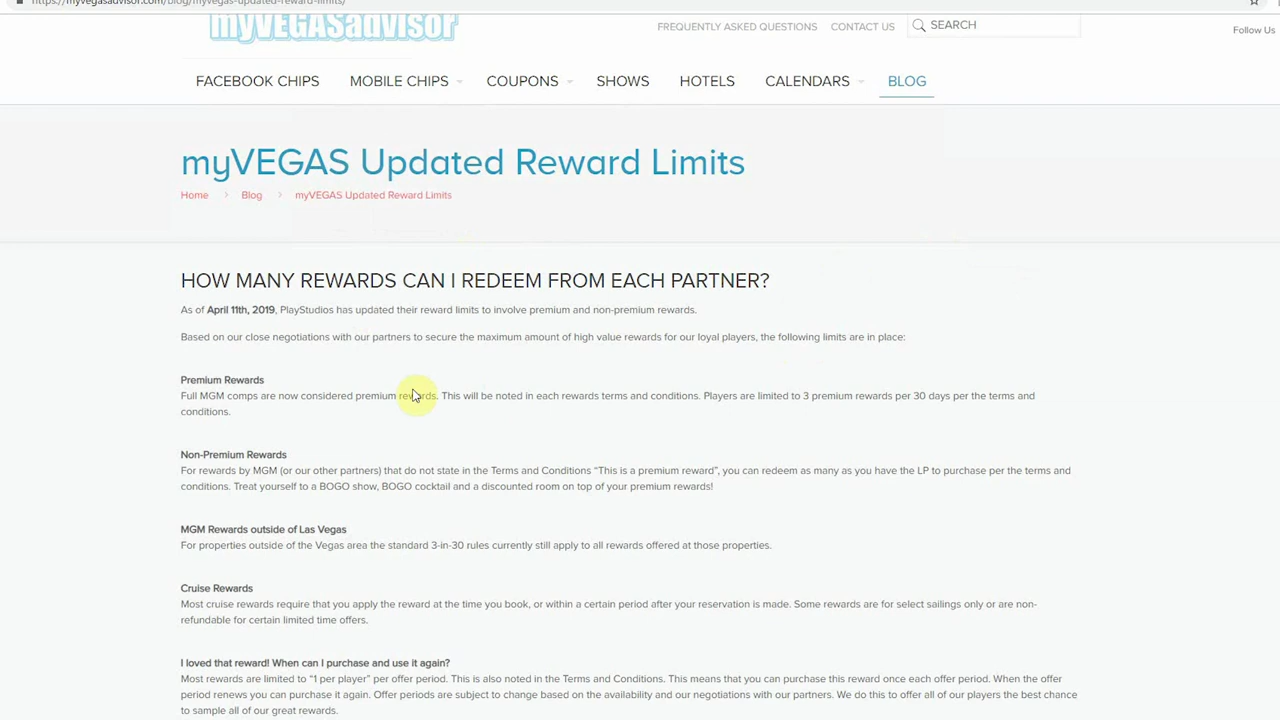 https://myvegasadvisor.com/blog/myvegas-updated-reward-limits/
myVEGASadvisor
FREQUENTLY ASKED QUESTIONS CONTACT US SEARCH
Follow Us
FACEBOOK CHIPS MOBILE CHIPS COUPONS SHOWS HOTELS CALENDARS BLOG
myVEGAS Updated Reward Limits
Home > Blog > myVEGAS Updated Reward Limits
HOW MANY REWARDS CAN I REDEEM FROM EACH PARTNER?
As of April 11th, 2019, PlayStudios has updated their reward limits to involve premium and non-premium rewards.
Based on our close negotiations with our partners to secure the maximum amount of high value rewards for our loyal players, the following limits are in place:
Premium Rewards
Full MGM comps are now considered premium rewards. This will be noted in each rewards terms and conditions. Players are limited to 3 premium rewards per 30 days per the terms and
conditions.
Non-Premium Rewards
For rewards by MGM (or our other partners) that do not state in the Terms and Conditions “This is a premium reward”, you can redeem as many as you have the LP to purchase per the terms and
conditions. Treat yourself to a BOGO show, BOGO cocktail and a discounted room on top of your premium rewards!
MGM Rewards outside of Las Vegas
For properties outside of the Vegas area the standard 3-in-30 rules currently still apply to all rewards offered at those properties.
Cruise Rewards
Most cruise rewards require that you apply the reward at the time you book, or within a certain period after your reservation is made. Some rewards are for select sailings only or are non-
refundable for certain limited time offers.
I loved that reward! When can I purchase and use it again?
Most rewards are limited to “1 per player” per offer period. This is also noted in the Terms and Conditions. This means that you can purchase this reward once each offer period. When the offer
period renews you can purchase it again. Offer periods are subject to change based on the availability and our negotiations with our partners. We do this to offer all of our players the best chance
to sample all of our great rewards.